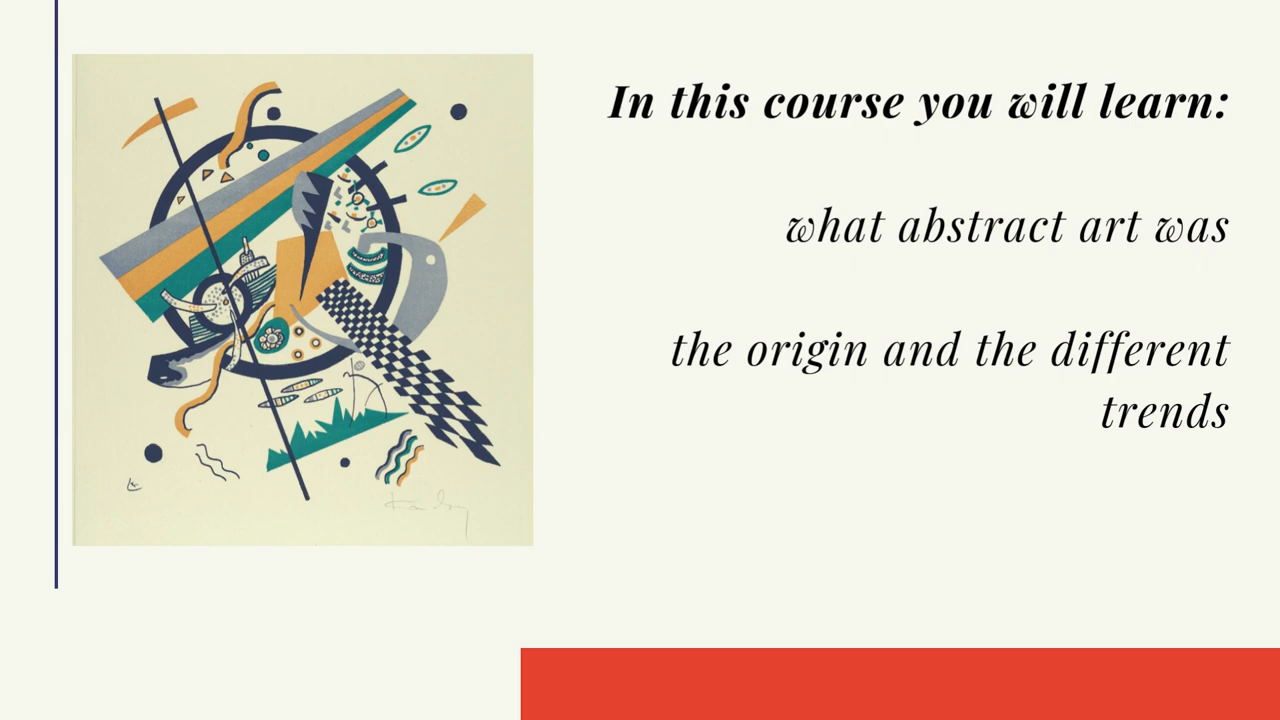 In this course you will learn:
what abstract art was
the origin and the different
trends